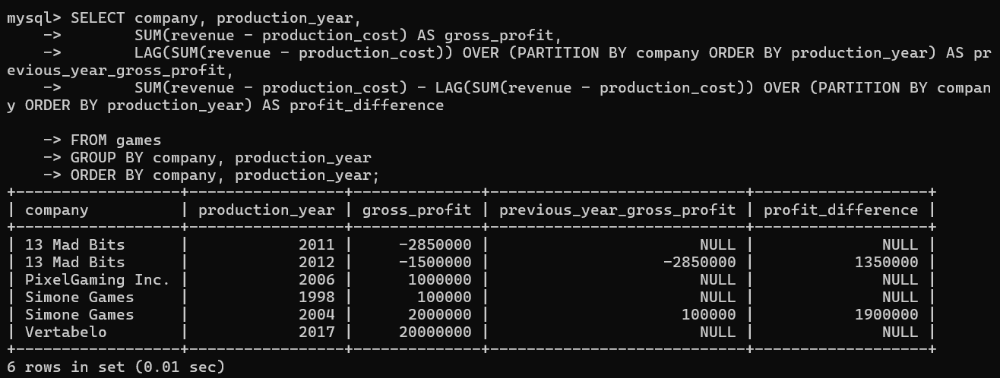 mysql> SELECT company, production_year,
    ->        SUM(revenue - production_cost) AS gross_profit,
    ->        LAG(SUM(revenue - production_cost)) OVER (PARTITION BY company ORDER BY production_year) AS pr
evious_year_gross_profit,
    ->        SUM(revenue - production_cost) - LAG(SUM(revenue - production_cost)) OVER (PARTITION BY compan
y ORDER BY production_year) AS profit_difference

    -> FROM games
    -> GROUP BY company, production_year
    -> ORDER BY company, production_year;
+------------------+-----------------+--------------+----------------------------+-------------------+
| company          | production_year | gross_profit | previous_year_gross_profit | profit_difference |
+------------------+-----------------+--------------+----------------------------+-------------------+
| 13 Mad Bits      |            2011 |     -2850000 |                       NULL |              NULL |
| 13 Mad Bits      |            2012 |     -1500000 |                   -2850000 |           1350000 |
| PixelGaming Inc. |            2006 |      1000000 |                       NULL |              NULL |
| Simone Games     |            1998 |       100000 |                       NULL |              NULL |
| Simone Games     |            2004 |      2000000 |                     100000 |           1900000 |
| Vertabelo        |            2017 |     20000000 |                       NULL |              NULL |
+------------------+-----------------+--------------+----------------------------+-------------------+
6 rows in set (0.01 sec)